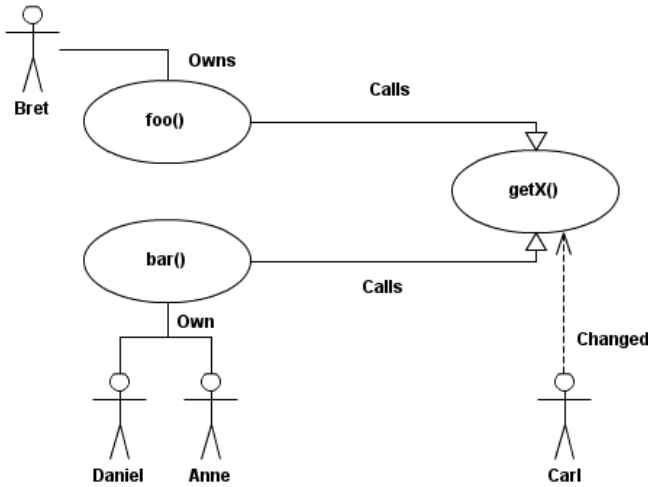 Owns
Bret
foo()
Calls
getX()
bar()
Calls
Own
Changed
Daniel
Anne
Carl